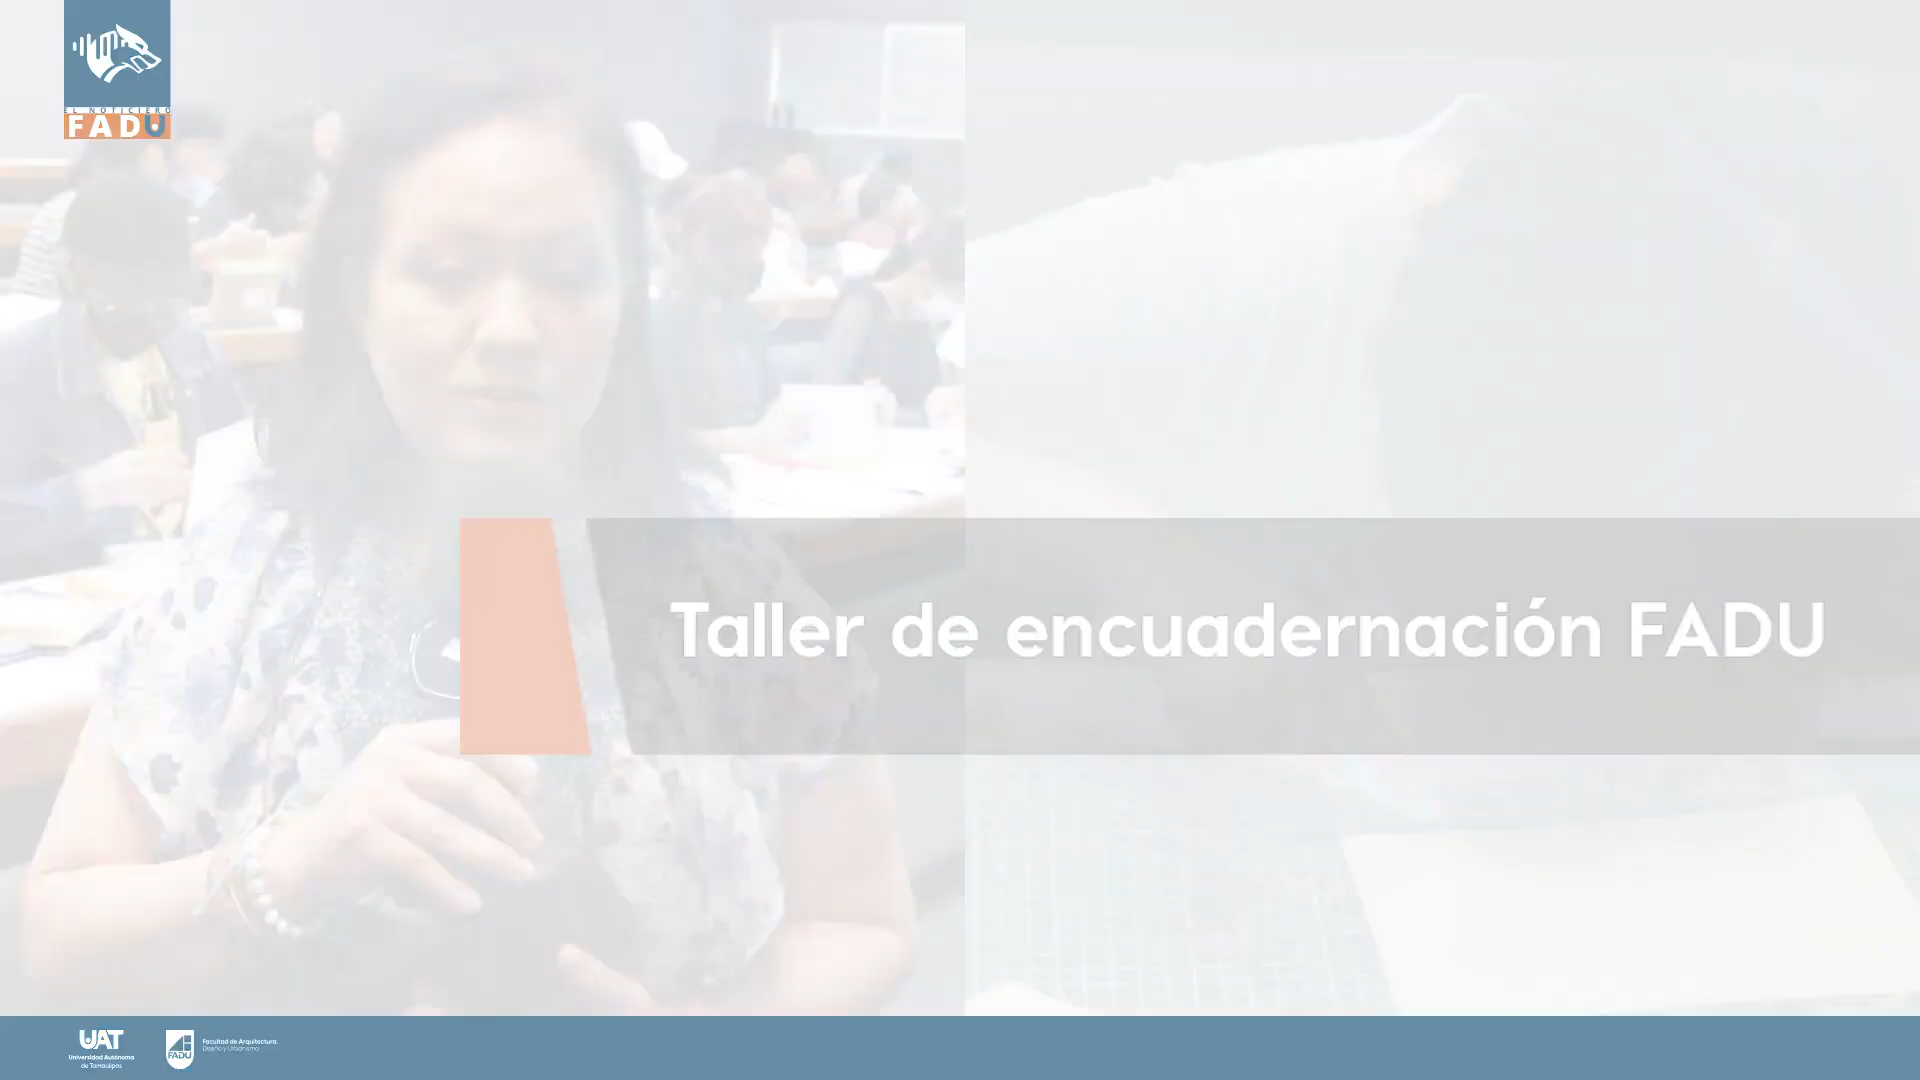 EL NOTICIERO
FADU
Taller de encuadernación FADU
UAT
Universidad Autónoma
de Tamaulipas
FADU
Facultad de Arquitectura,
Diseño y Urbanismo